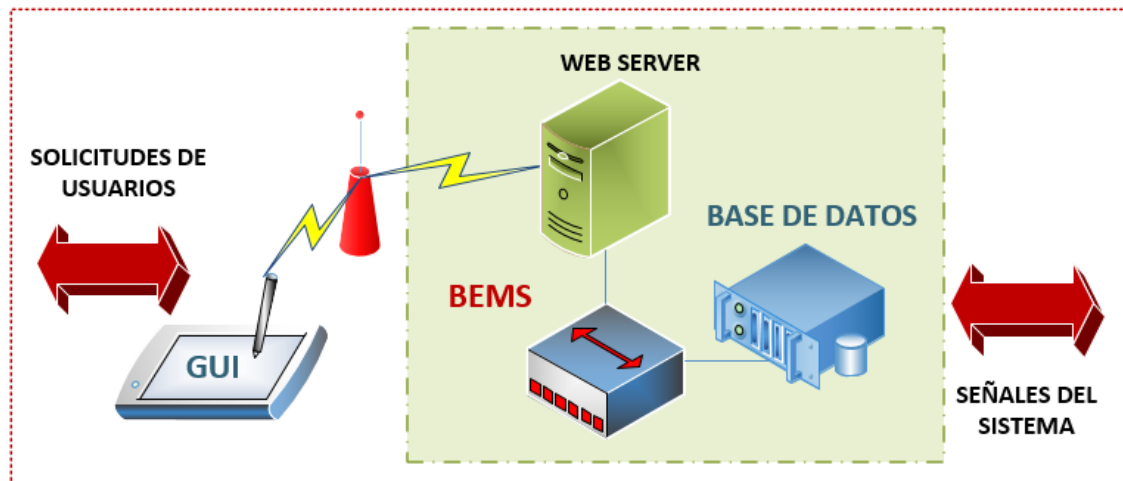 WEB SERVER
SOLICITUDES DE
USUARIOS
BASE DE DATOS
BEMS
GUI
SEÑALES DEL
SISTEMA